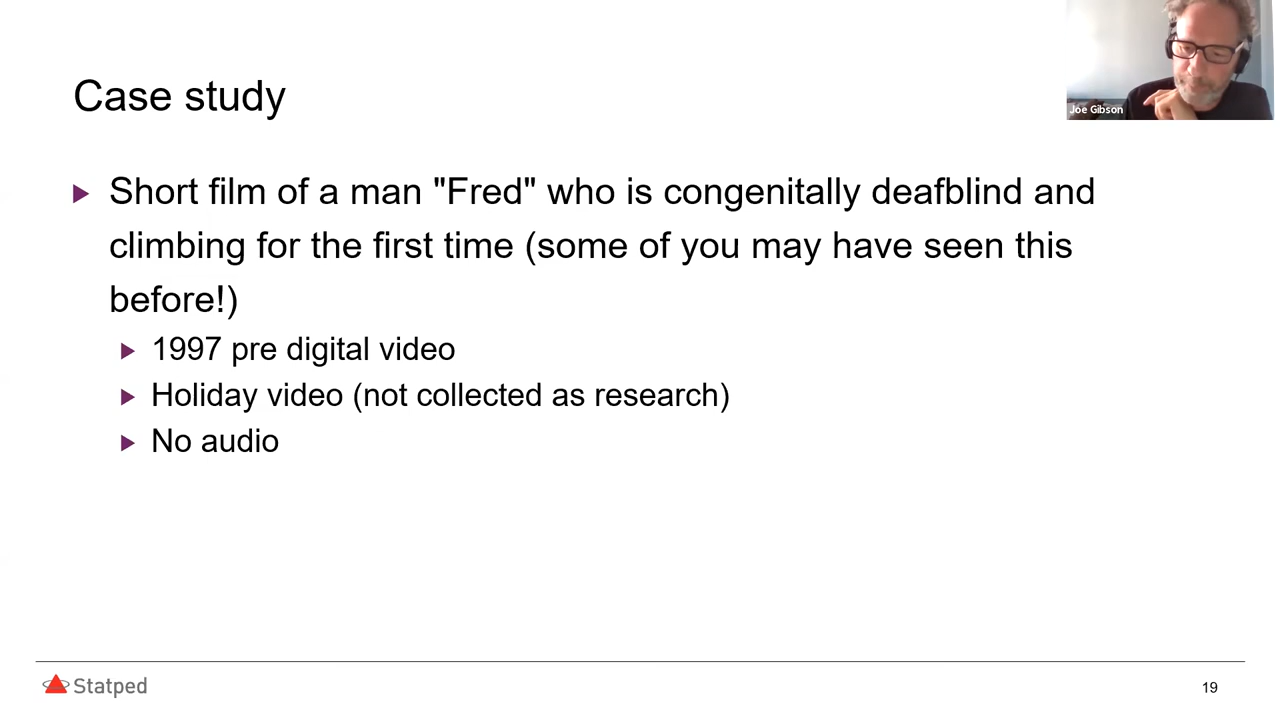 Joe Gibson
Case study
Short film of a man "Fred" who is congenitally deafblind and
climbing for the first time (some of you may have seen this
before!)
1997 pre digital video
Holiday video (not collected as research)
No audio
Statped
19